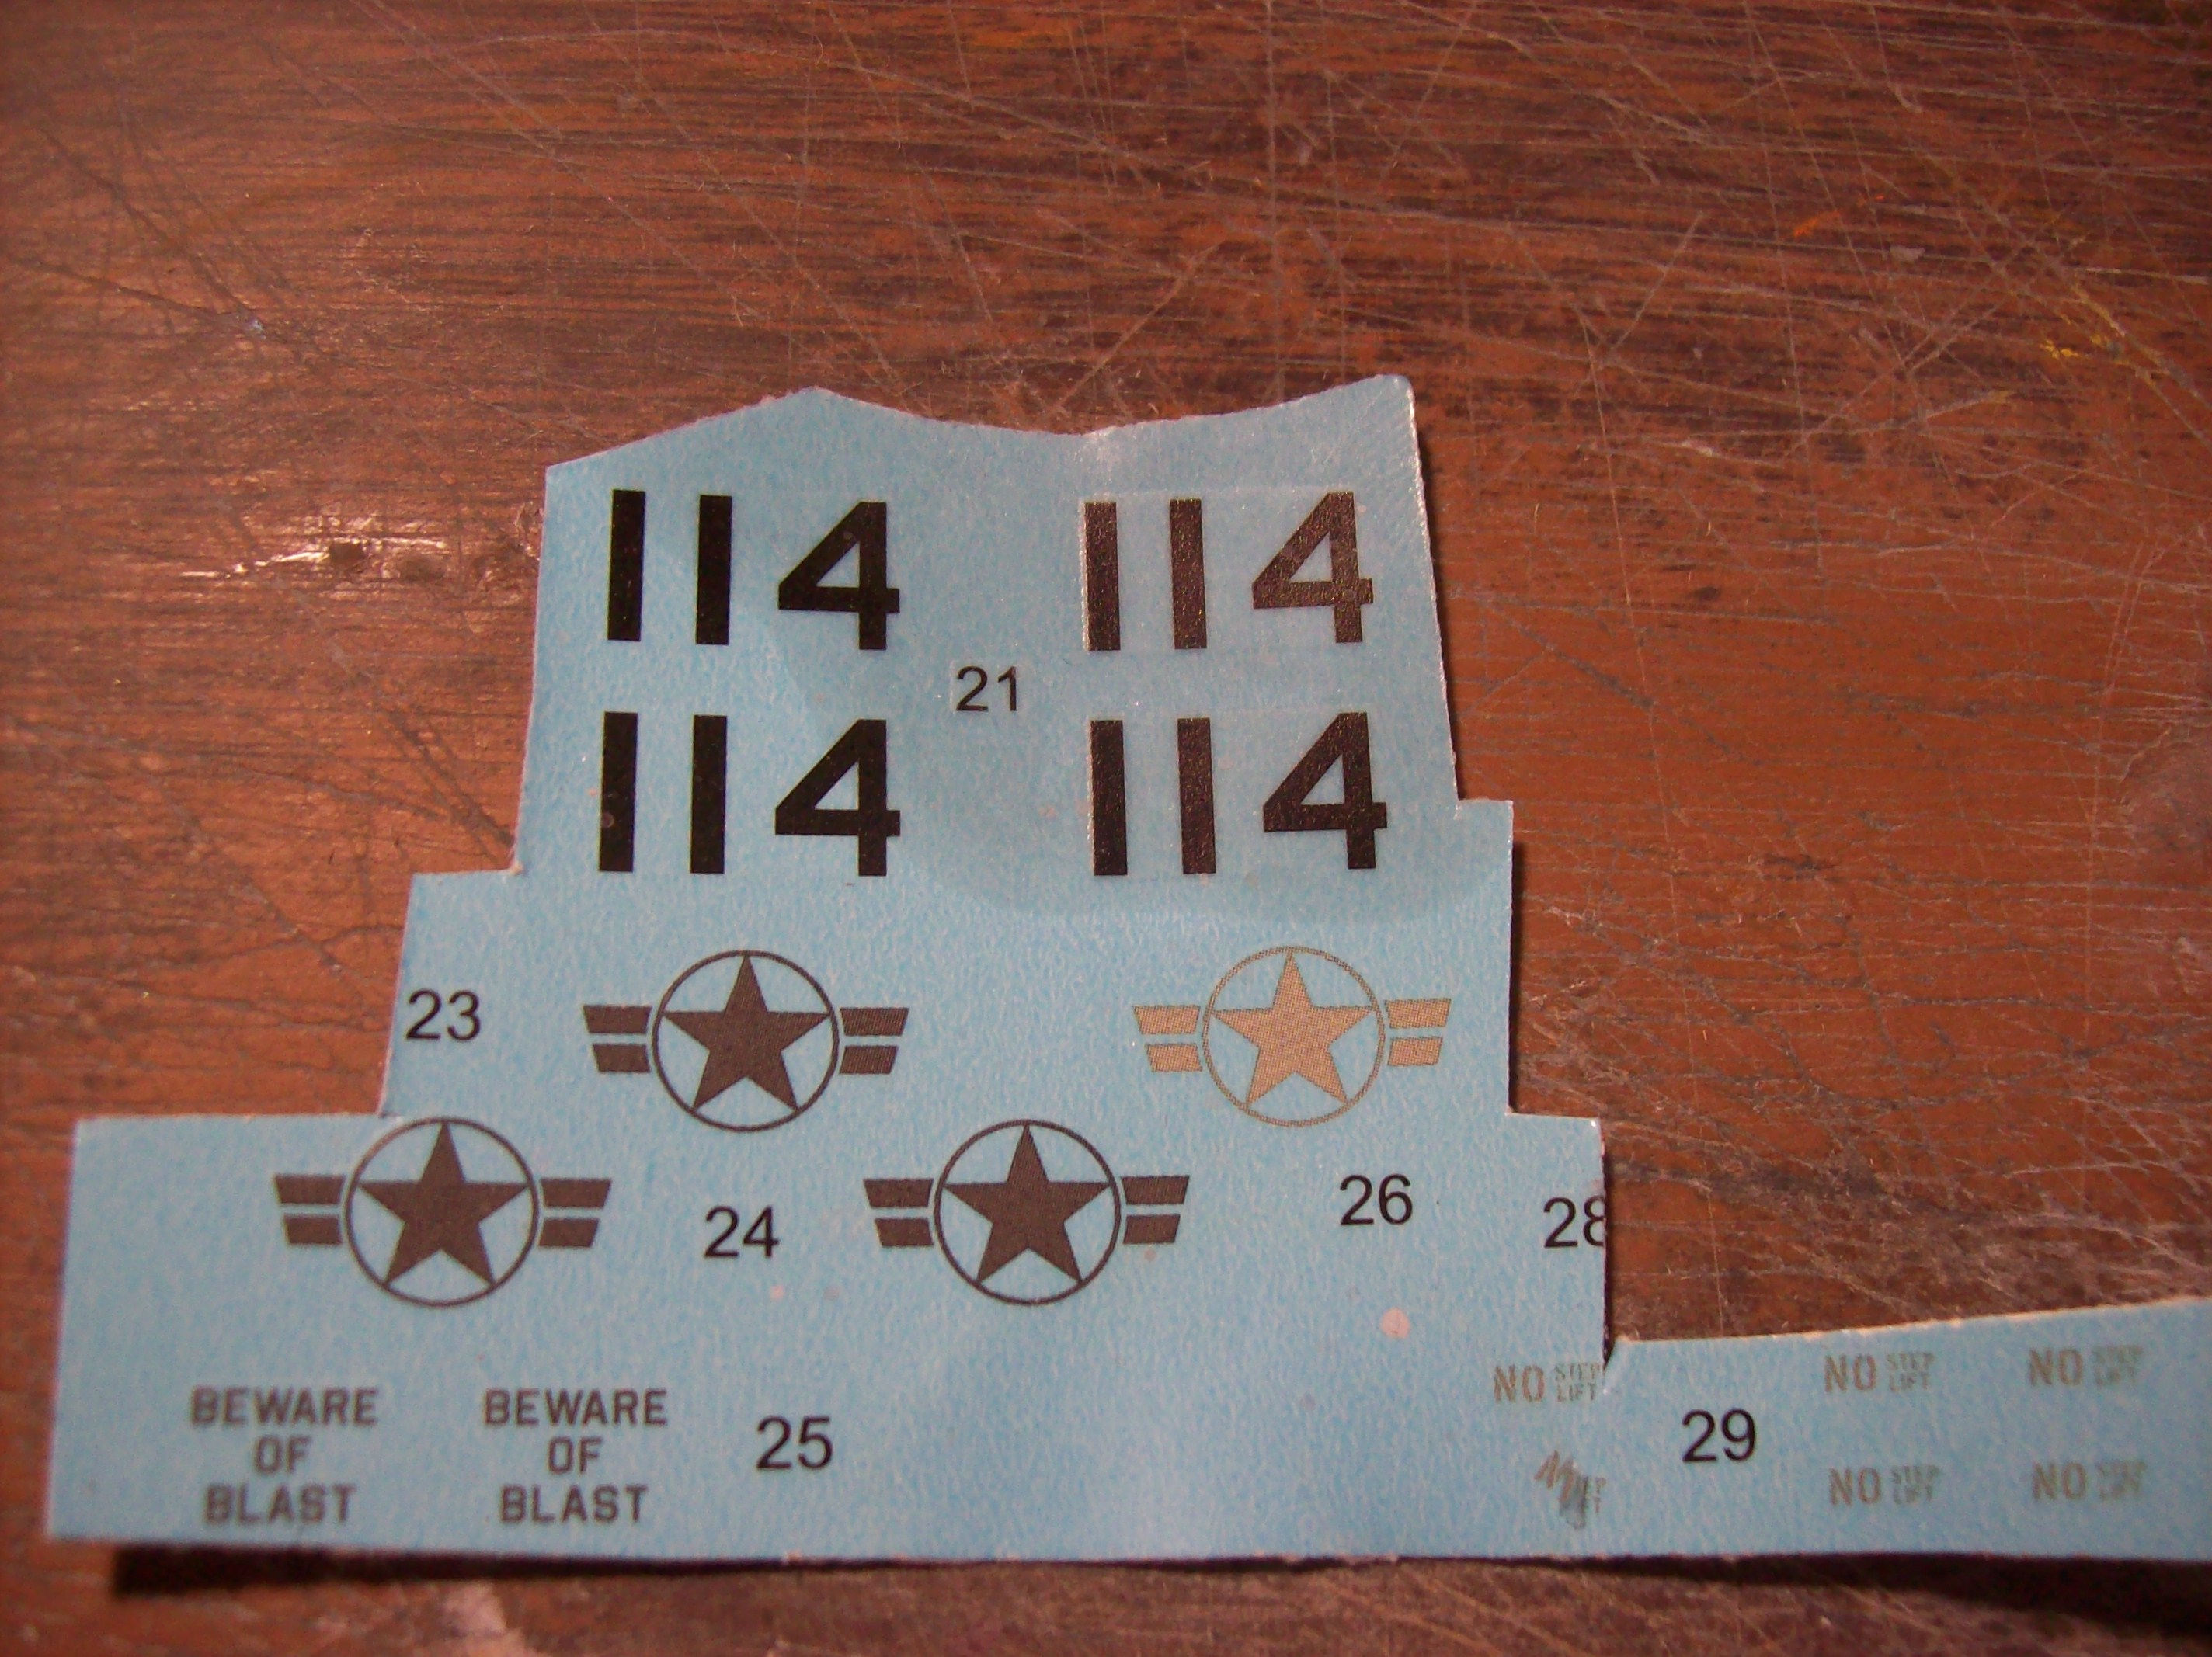 114 114
21
114 114
23
24 26 28
BEWARE BEWARE
OF OF
BLAST BLAST
25
NO STEP LIFT NO STEP LIFT NO STEP LIFT
29
NO STEP LIFT NO STEP LIFT